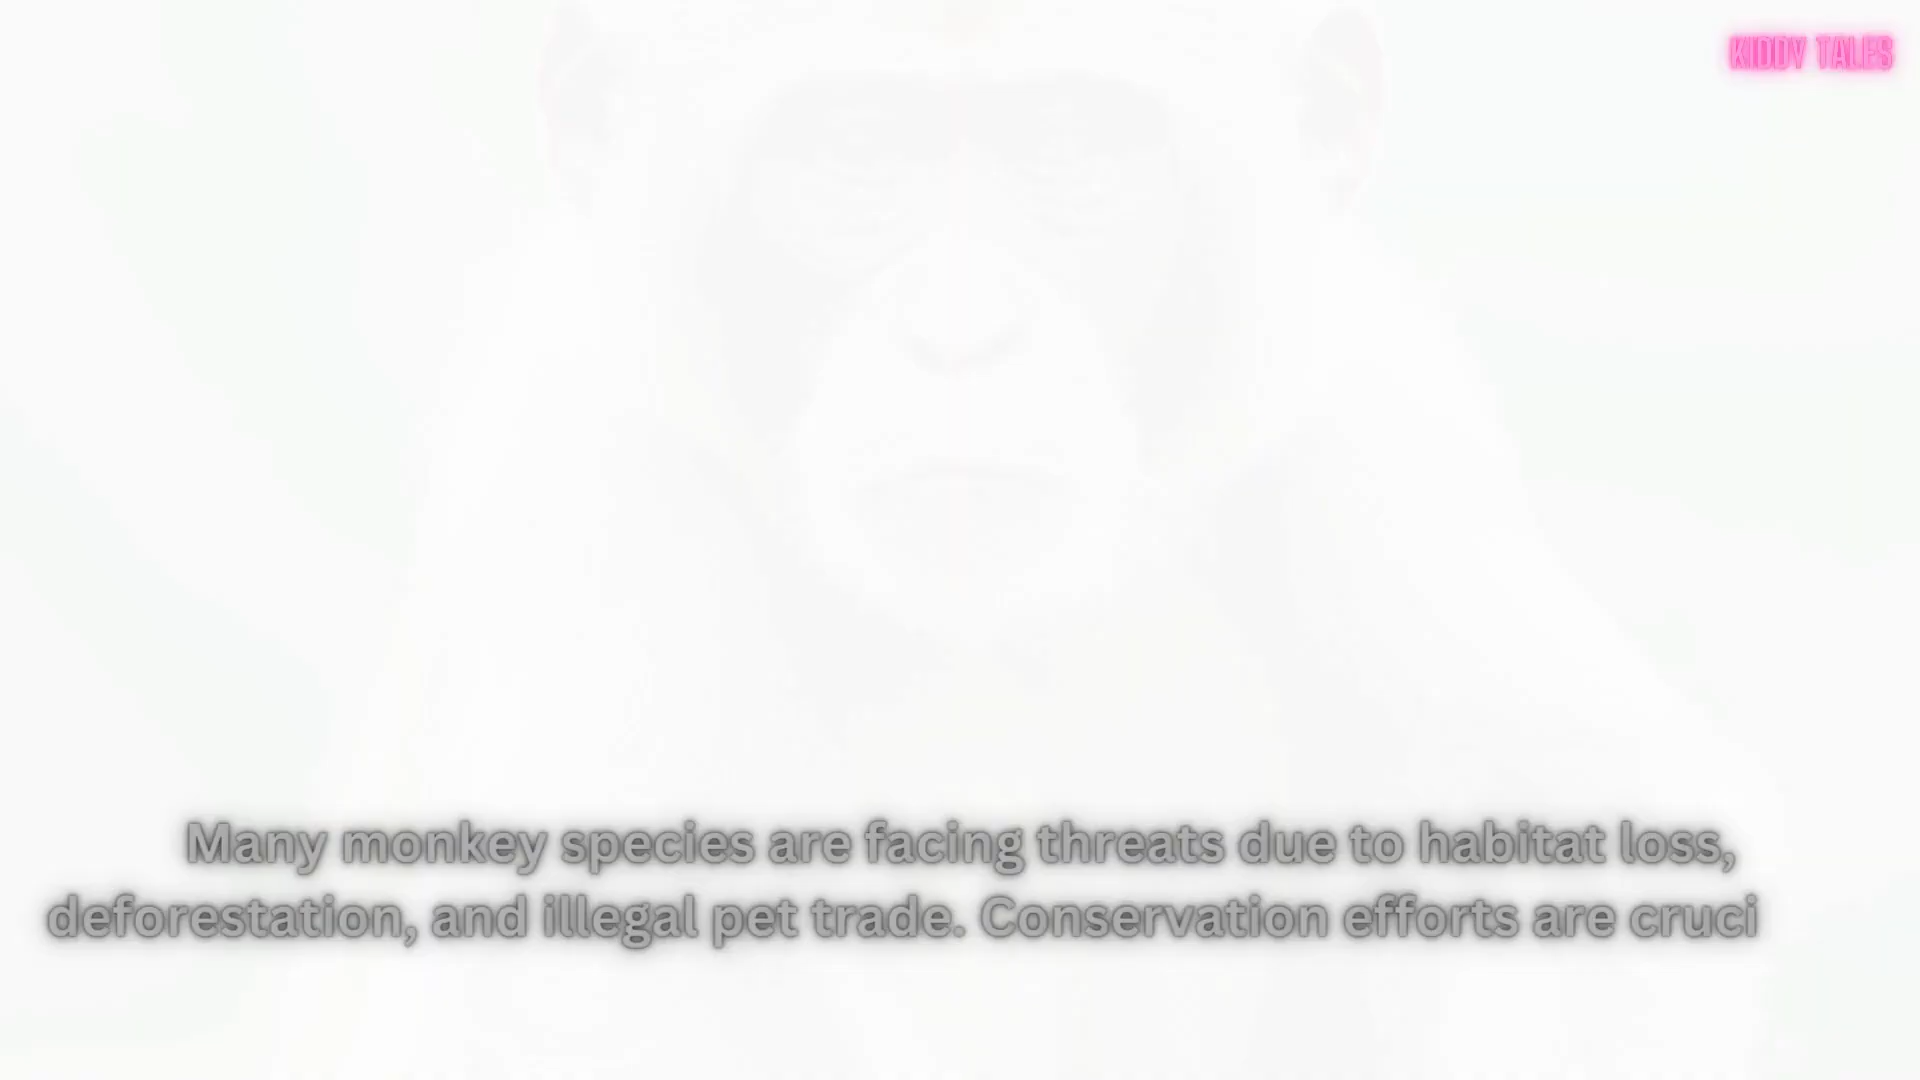 KIDDY TALES
Many monkey species are facing threats due to habitat loss,
deforestation, and illegal pet trade. Conservation efforts are cruci